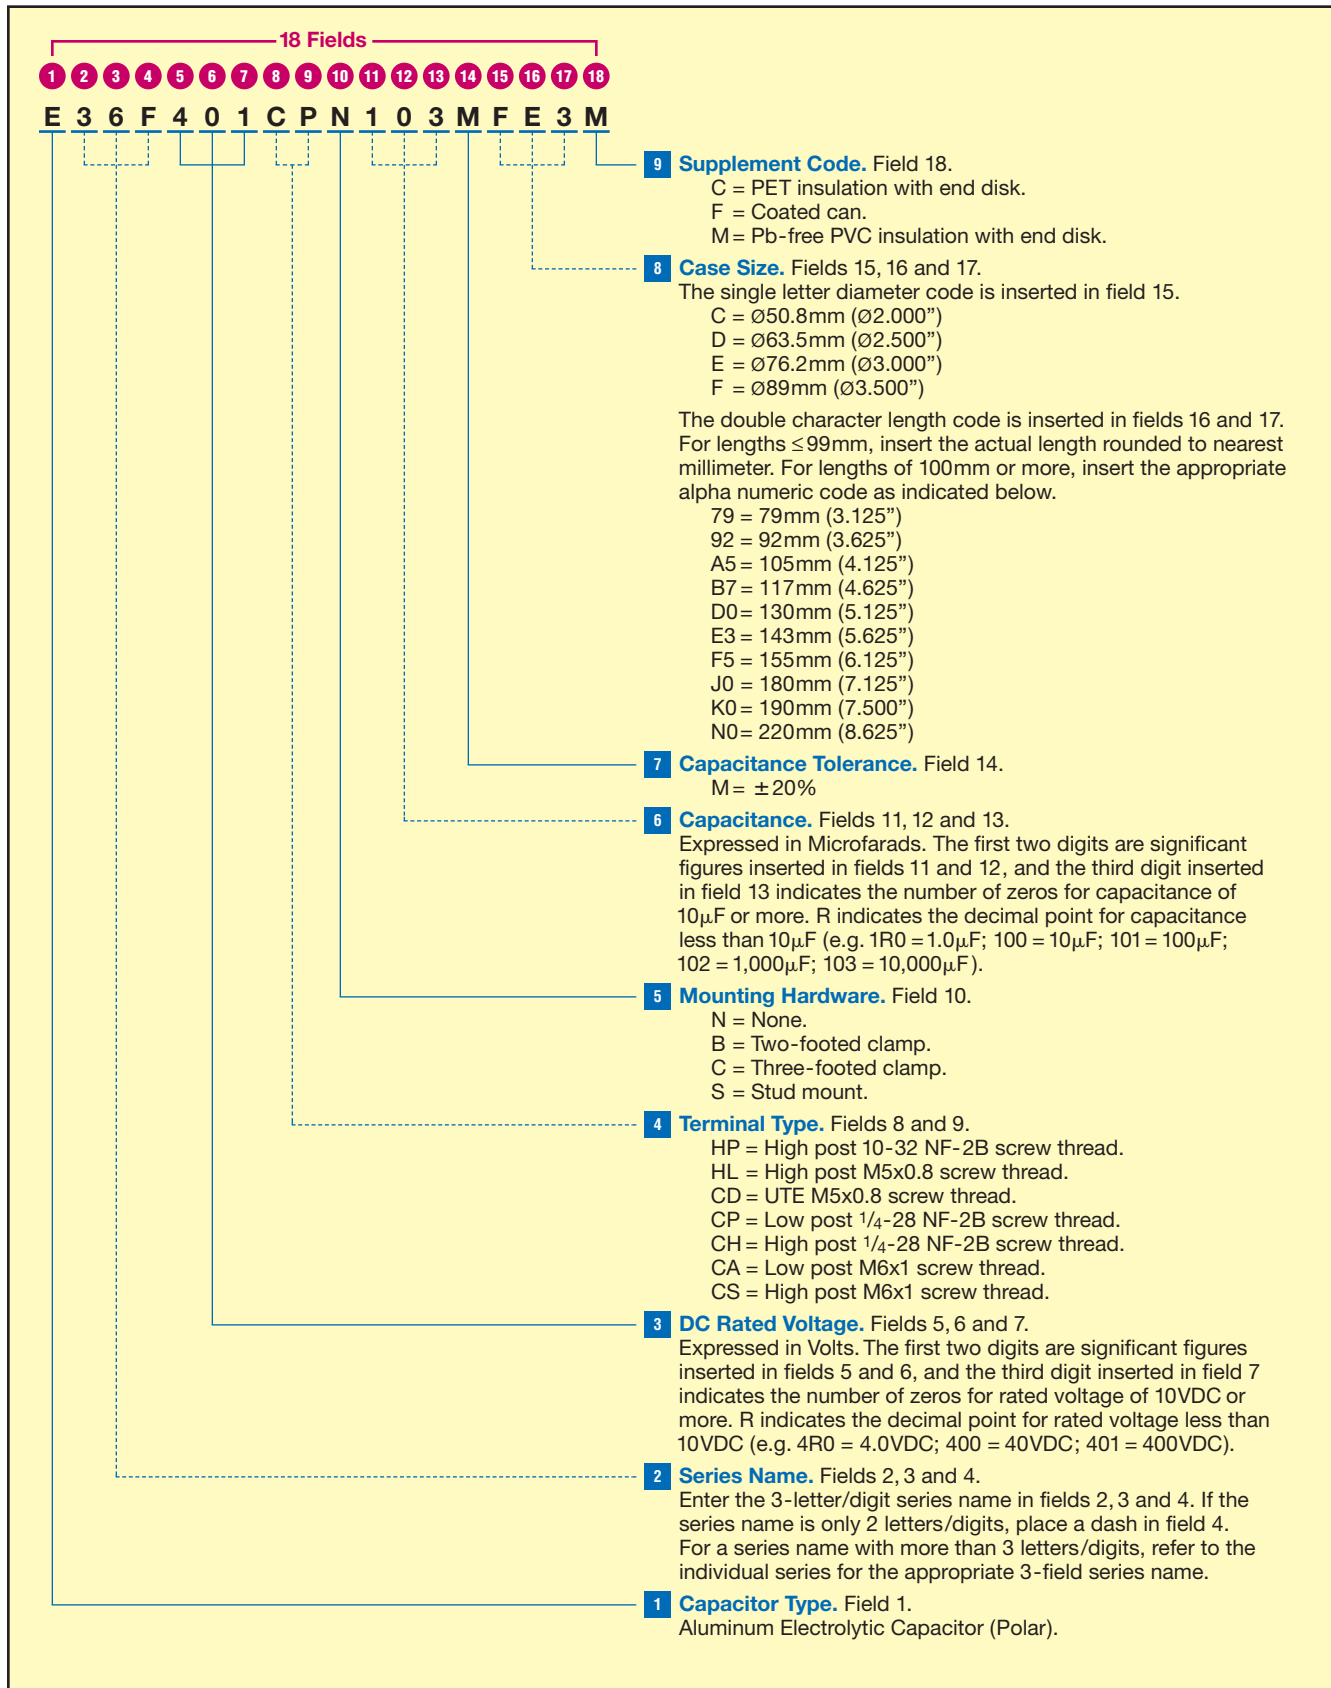 18 Fields
1 2 3 4 5 6 7 8 9 10 11 12 13 14 15 16 17 18
E 3 6 F 4 0 1 C P N 1 0 3 M F E 3 M
9 Supplement Code. Field 18.
C = PET insulation with end disk.
F = Coated can.
M = Pb-free PVC insulation with end disk.
8 Case Size. Fields 15, 16 and 17.
The single letter diameter code is inserted in field 15.
C = Ø50.8mm (Ø2.000”)
D = Ø63.5mm (Ø2.500”)
E = Ø76.2mm (Ø3.000”)
F = Ø89mm (Ø3.500”)
The double character length code is inserted in fields 16 and 17.
For lengths ≤99mm, insert the actual length rounded to nearest
millimeter. For lengths of 100mm or more, insert the appropriate
alpha numeric code as indicated below.
79 = 79mm (3.125”)
92 = 92mm (3.625”)
A5 = 105mm (4.125”)
B7 = 117mm (4.625”)
D0 = 130mm (5.125”)
E3 = 143mm (5.625”)
F5 = 155mm (6.125”)
J0 = 180mm (7.125”)
K0 = 190mm (7.500”)
N0 = 220mm (8.625”)
7 Capacitance Tolerance. Field 14.
M = ±20%
6 Capacitance. Fields 11, 12 and 13.
Expressed in Microfarads. The first two digits are significant
figures inserted in fields 11 and 12, and the third digit inserted
in field 13 indicates the number of zeros for capacitance of
10μF or more. R indicates the decimal point for capacitance
less than 10μF (e.g. 1R0 = 1.0μF; 100 = 10μF; 101 = 100μF;
102 = 1,000μF; 103 = 10,000μF).
5 Mounting Hardware. Field 10.
N = None.
B = Two-footed clamp.
C = Three-footed clamp.
S = Stud mount.
4 Terminal Type. Fields 8 and 9.
HP = High post 10-32 NF-2B screw thread.
HL = High post M5x0.8 screw thread.
CD = UTE M5x0.8 screw thread.
CP = Low post 1/4-28 NF-2B screw thread.
CH = High post 1/4-28 NF-2B screw thread.
CA = Low post M6x1 screw thread.
CS = High post M6x1 screw thread.
3 DC Rated Voltage. Fields 5, 6 and 7.
Expressed in Volts. The first two digits are significant figures
inserted in fields 5 and 6, and the third digit inserted in field 7
indicates the number of zeros for rated voltage of 10VDC or
more. R indicates the decimal point for rated voltage less than
10VDC (e.g. 4R0 = 4.0VDC; 400 = 40VDC; 401 = 400VDC).
2 Series Name. Fields 2, 3 and 4.
Enter the 3-letter/digit series name in fields 2, 3 and 4. If the
series name is only 2 letters/digits, place a dash in field 4.
For a series name with more than 3 letters/digits, refer to the
individual series for the appropriate 3-field series name.
1 Capacitor Type. Field 1.
Aluminum Electrolytic Capacitor (Polar).